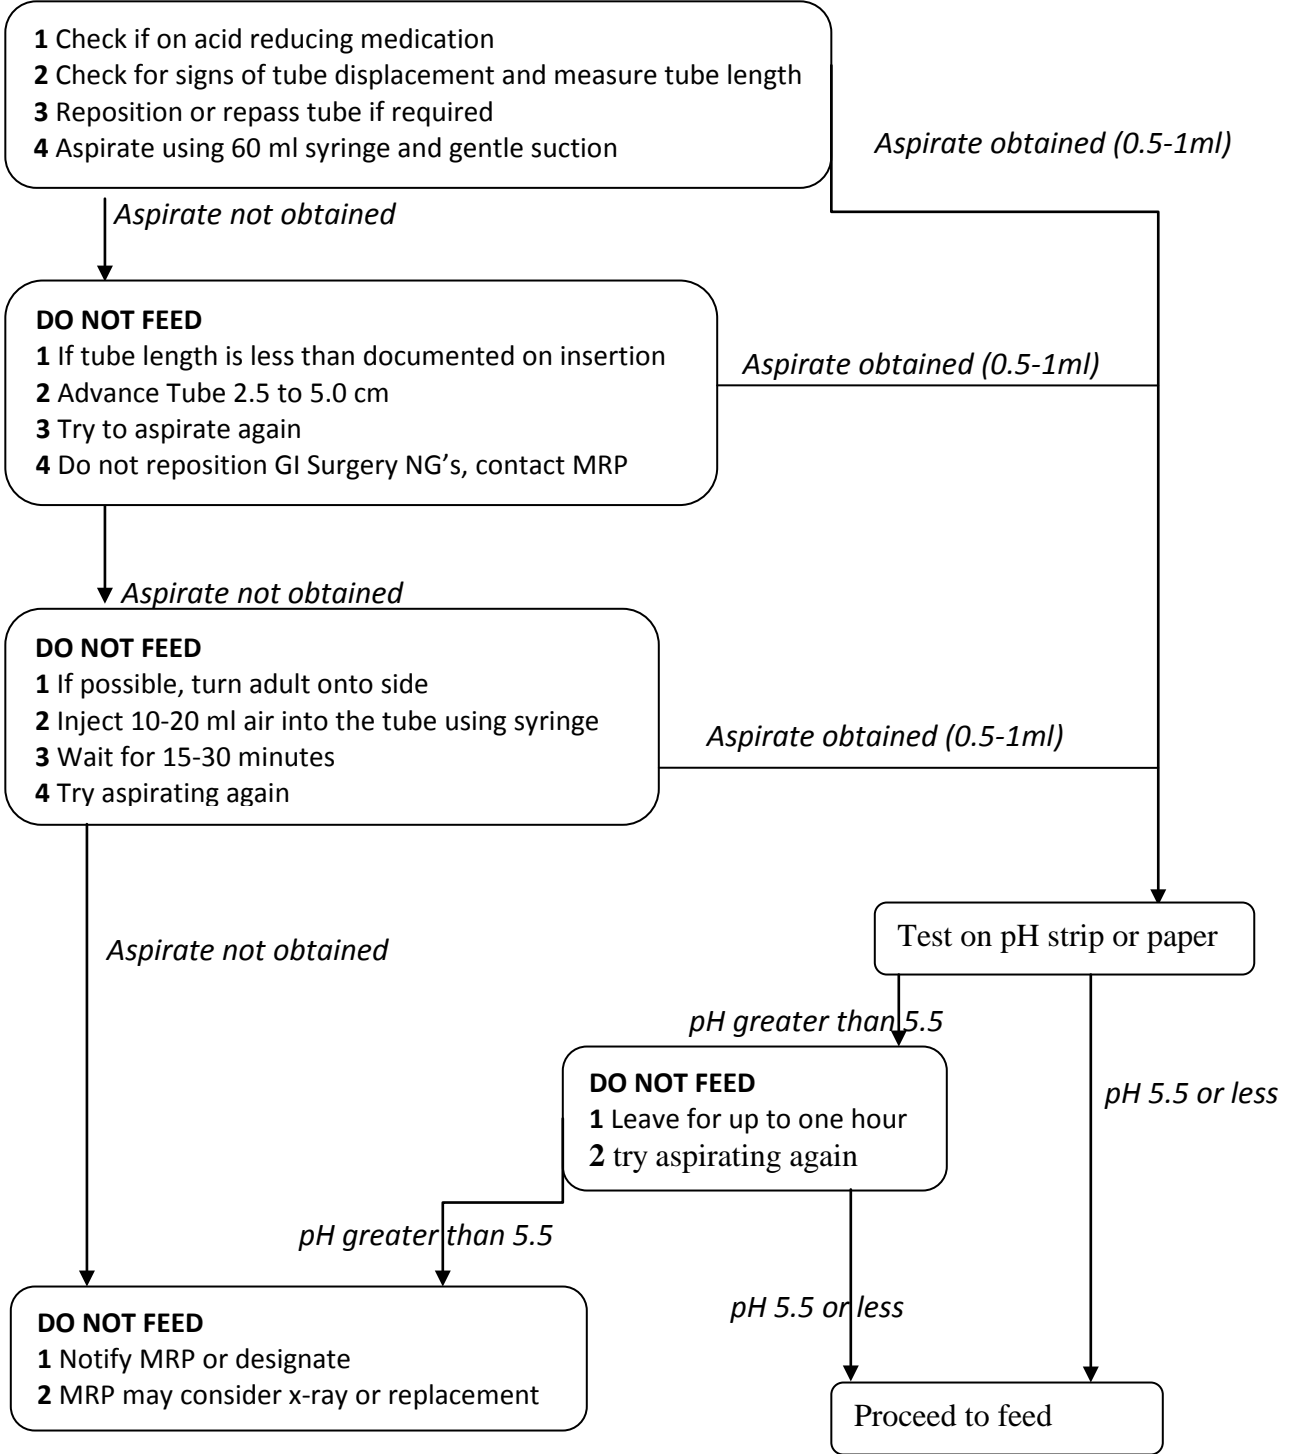 1 Check if on acid reducing medication
2 Check for signs of tube displacement and measure tube length
3 Reposition or repass tube if required
4 Aspirate using 60 ml syringe and gentle suction
Aspirate obtained (0.5-1ml)
Aspirate not obtained
DO NOT FEED
1 If tube length is less than documented on insertion
2 Advance Tube 2.5 to 5.0 cm
3 Try to aspirate again
4 Do not reposition GI Surgery NG’s, contact MRP
Aspirate obtained (0.5-1ml)
Aspirate not obtained
DO NOT FEED
1 If possible, turn adult onto side
2 Inject 10-20 ml air into the tube using syringe
3 Wait for 15-30 minutes
4 Try aspirating again
Aspirate obtained (0.5-1ml)
Aspirate not obtained
Test on pH strip or paper
pH greater than 5.5
DO NOT FEED
1 Leave for up to one hour
2 try aspirating again
pH 5.5 or less
pH greater than 5.5
pH 5.5 or less
DO NOT FEED
1 Notify MRP or designate
2 MRP may consider x-ray or replacement
Proceed to feed